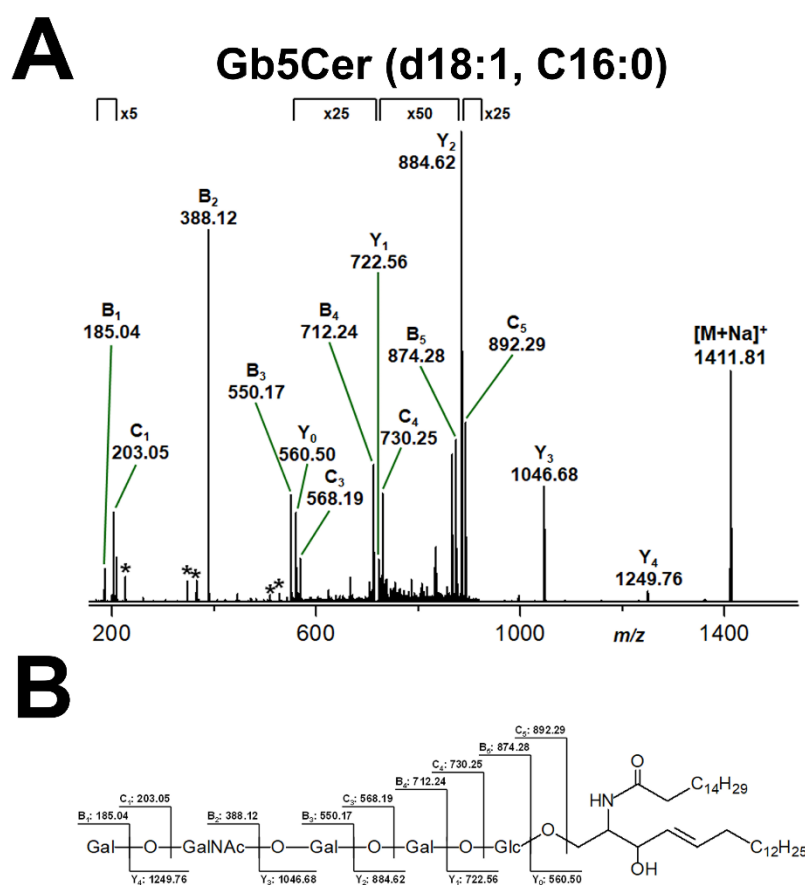 A
Gb5Cer (d18:1, C16:0)
x5
x25
x50
x25
Y₂
884.62
B₂
388.12
Y₁
722.56
B₁
185.04
B₄
712.24
B₅
874.28
C₅
892.29
[M+Na]⁺
1411.81
B₃
550.17
C₁
203.05
Y₀
560.50
C₄
730.25
C₃
568.19
Y₃
1046.68
Y₄
1249.76
*
**
*
*
200
600
1000
m/z
1400
B
C₅: 892.29
B₅: 874.28
C₄: 730.25
B₄: 712.24
C₃: 568.19
C₁: 203.05
B₁: 185.04
B₂: 388.12
B₃: 550.17
O
C₁₄H₂₉
HN
Gal O GalNAc O Gal O Gal O Glc O
C₁₂H₂₅
OH
Y₄: 1249.76
Y₃: 1046.68
Y₂: 884.62
Y₁: 722.56
Y₀: 560.50